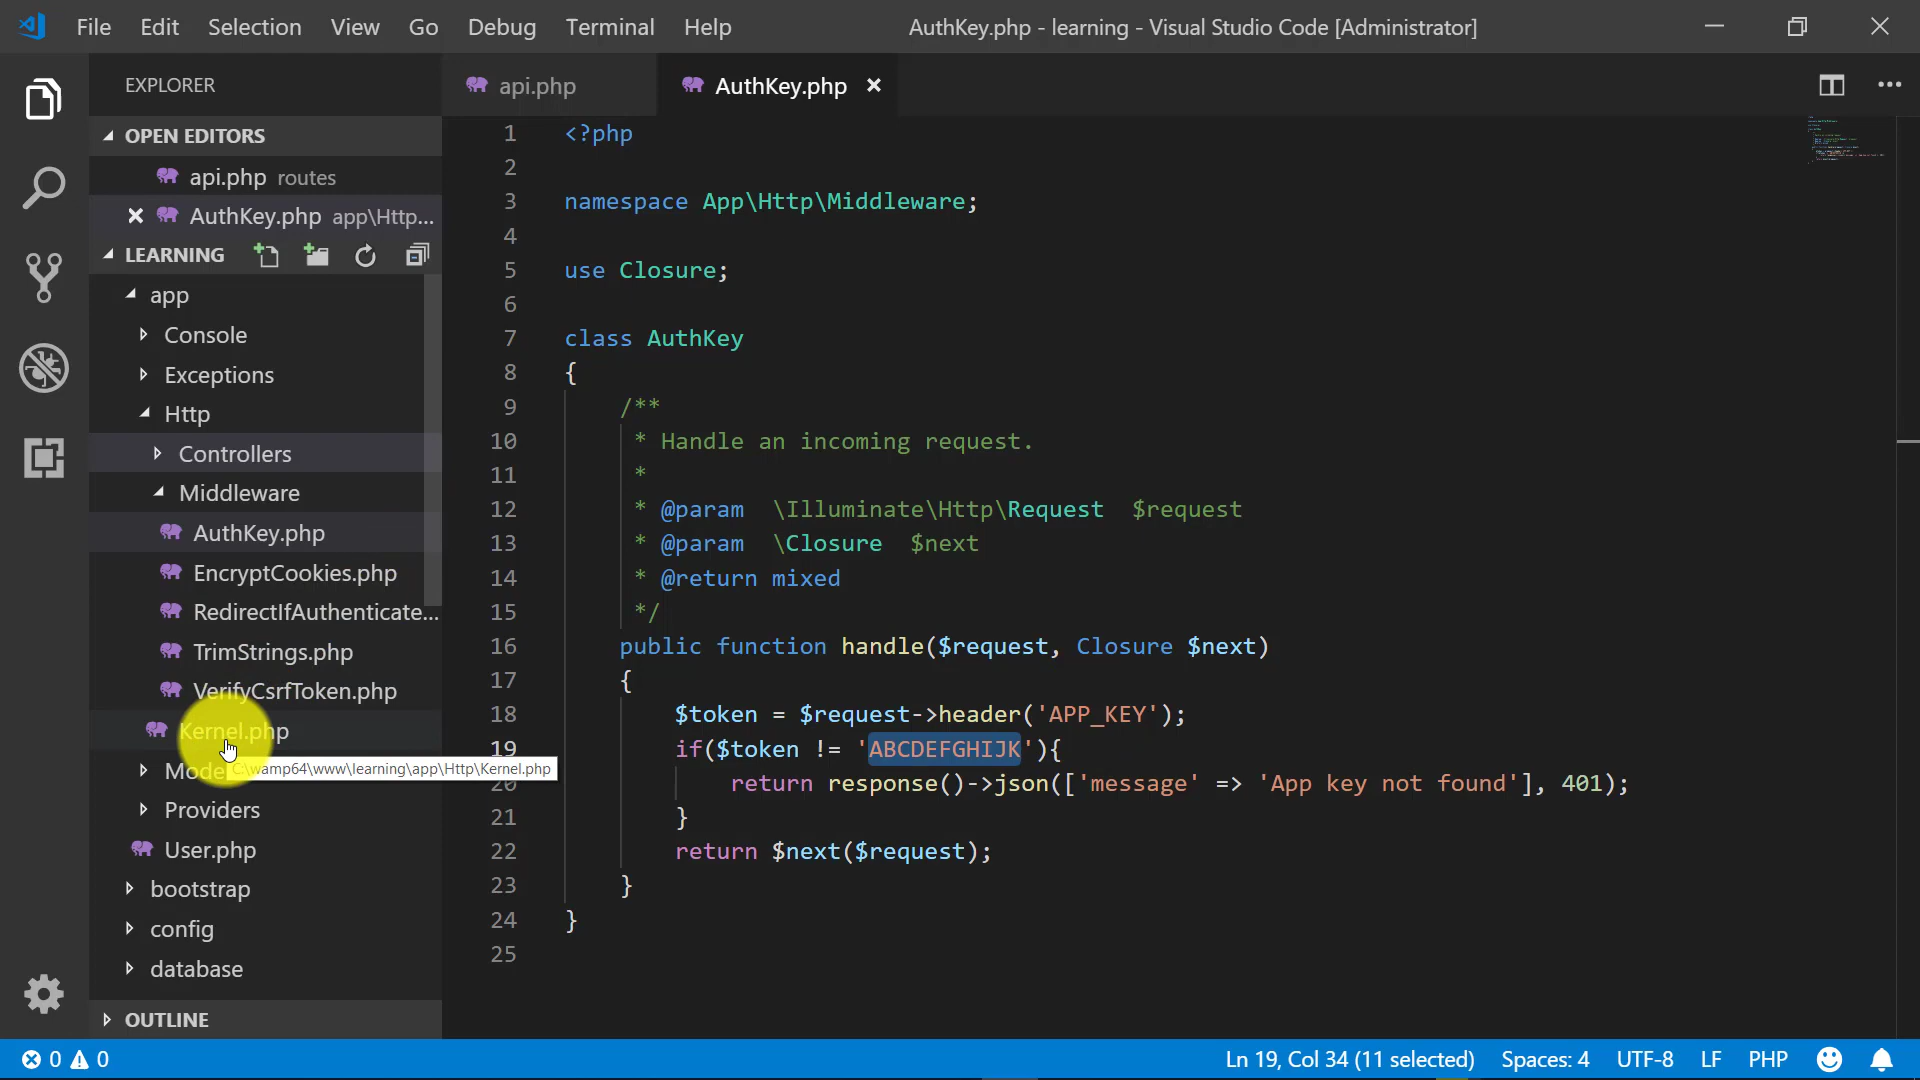 File Edit Selection View Go Debug Terminal Help
AuthKey.php - learning - Visual Studio Code [Administrator]
EXPLORER
OPEN EDITORS
api.php routes
AuthKey.php app\Http...
LEARNING
app
Console
Exceptions
Http
Controllers
Middleware
AuthKey.php
EncryptCookies.php
RedirectIfAuthenticate...
TrimStrings.php
VerifyCsrfToken.php
Kernel.php
C:\wamp64\www\learning\app\Http\Kernel.php
Providers
User.php
bootstrap
config
database
OUTLINE
api.php
AuthKey.php
1 <?php
2
3 namespace App\Http\Middleware;
4
5 use Closure;
6
7 class AuthKey
8 {
9 /**
10 * Handle an incoming request.
11 *
12 * @param \Illuminate\Http\Request $request
13 * @param \Closure $next
14 * @return mixed
15 */
16 public function handle($request, Closure $next)
17 {
18 $token = $request->header('APP_KEY');
19 if($token != 'ABCDEFGHIJK'){
20 return response()->json(['message' => 'App key not found'], 401);
21 }
22 return $next($request);
23 }
24 }
25
0 0
Ln 19, Col 34 (11 selected) Spaces: 4 UTF-8 LF PHP